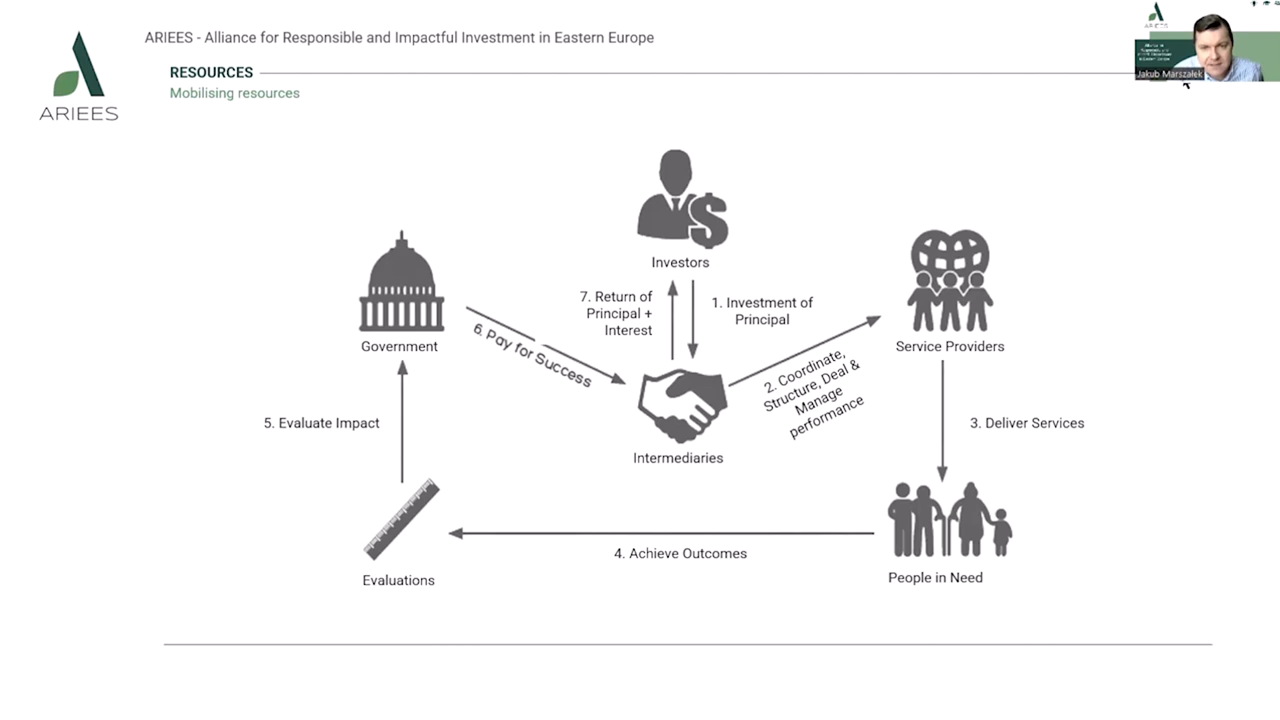 ARIEES - Alliance for Responsible and Impactful Investment in Eastern Europe
RESOURCES
Mobilising resources
ARIEES
ARIEES
Jakub Marszałek
Investors
7. Return of
Principal +
Interest
1. Investment of
Principal
Government
6. Pay for Success
2. Coordinate,
Structure, Deal &
Manage
performance
Service Providers
5. Evaluate Impact
Intermediaries
3. Deliver Services
4. Achieve Outcomes
Evaluations
People in Need